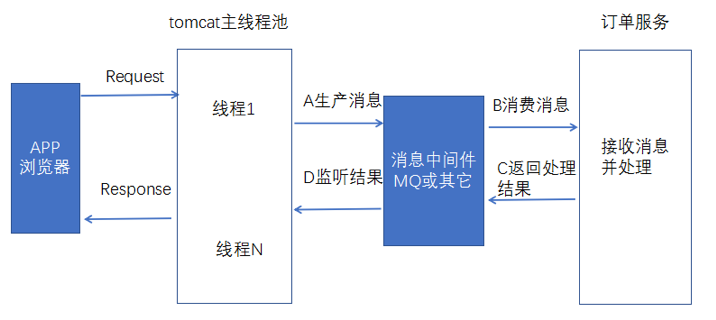 tomcat主线程池
订单服务
Request
APP
浏览器
Response
线程1
线程N
A生产消息
D监听结果
消息中间件
MQ或其它
B消费消息
C返回处理
结果
接收消息
并处理